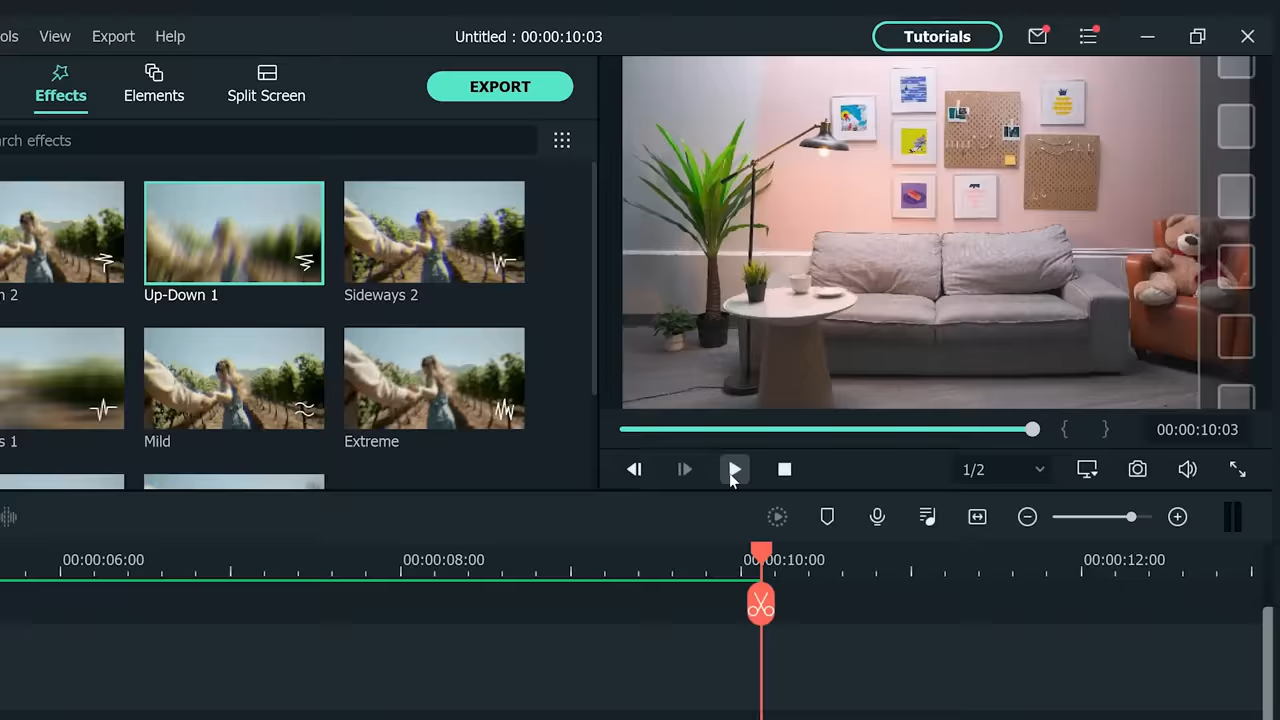 ols View Export Help Untitled : 00:00:10:03 Tutorials
Effects Elements Split Screen EXPORT
rch effects
n 2 Up-Down 1 Sideways 2
s 1 Mild Extreme
00:00:10:03
1/2
00:00:06:00 00:00:08:00 00:00:10:00 00:00:12:00